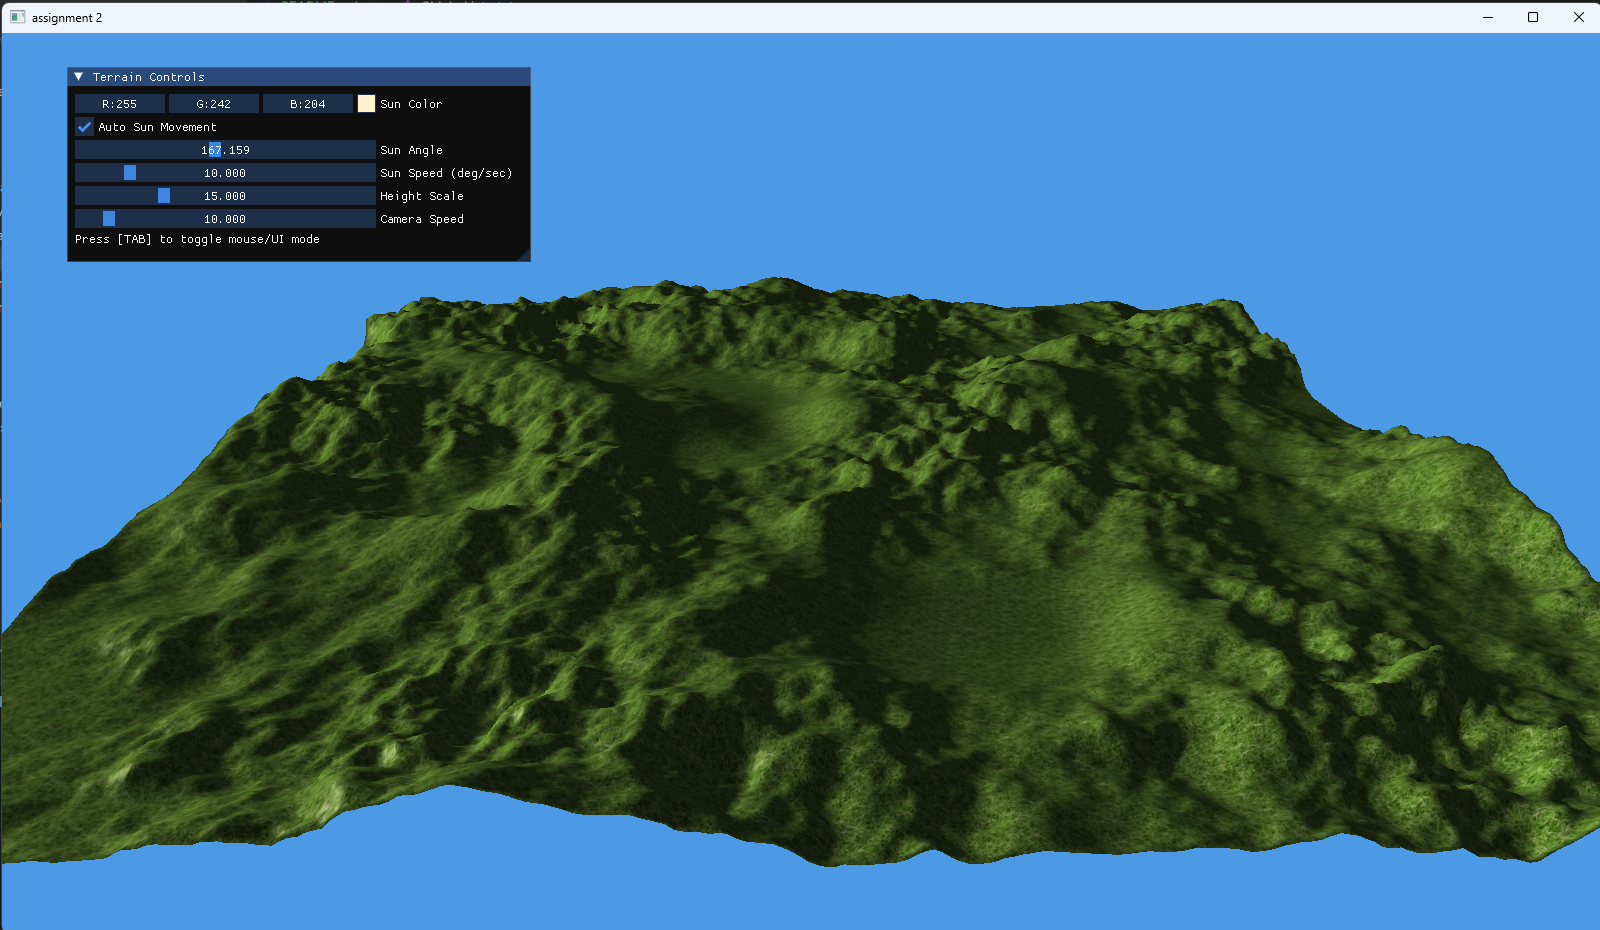 assignment 2
Terrain Controls
R:255 G:242 B:204 Sun Color
Auto Sun Movement
167.159 Sun Angle
10.000 Sun Speed (deg/sec)
15.000 Height Scale
10.000 Camera Speed
Press [TAB] to toggle mouse/UI mode